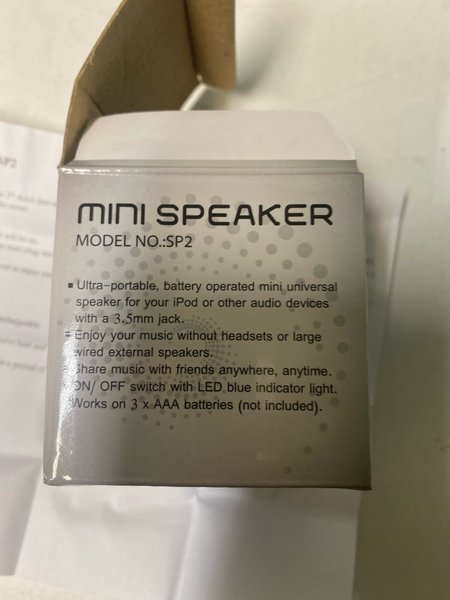 MINI SPEAKER
MODEL NO.:SP2
Ultra-portable, battery operated mini universal
speaker for your iPod or other audio devices
with a 3.5mm jack.
Enjoy your music without headsets or large
wired external speakers.
Share music with friends anywhere, anytime.
ON/ OFF switch with LED blue indicator light.
Works on 3 x AAA batteries (not included).